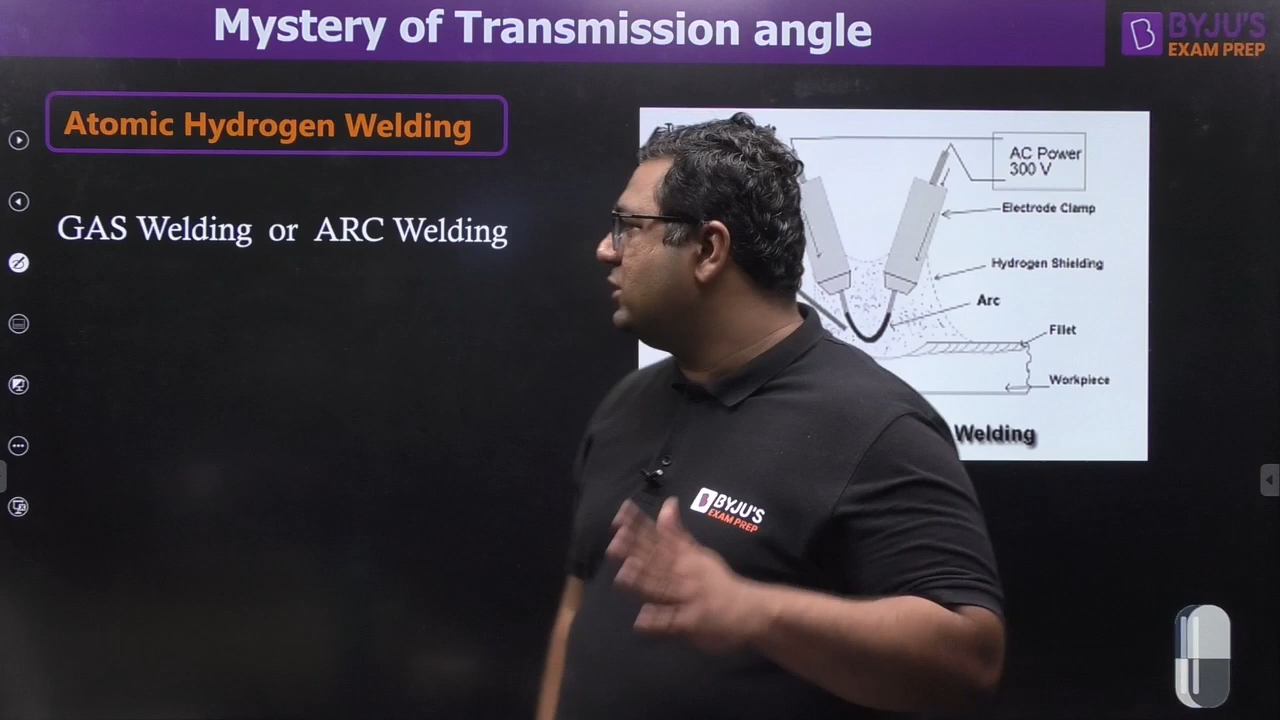 Mystery of Transmission angle
BYJU'S
EXAM PREP
Atomic Hydrogen Welding
GAS Welding or ARC Welding
AC Power
300 V
Electrode Clamp
Hydrogen Shielding
Arc
Fillet
Workpiece
Welding
BYJU'S
EXAM PREP